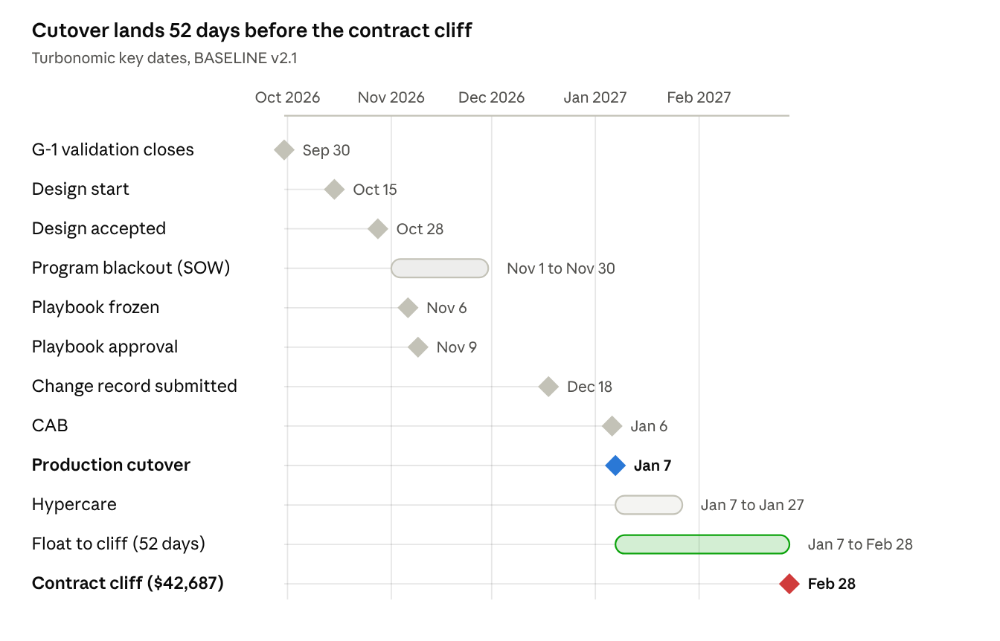 Cutover lands 52 days before the contract cliff
Turbonomic key dates, BASELINE v2.1
Oct 2026 Nov 2026 Dec 2026 Jan 2027 Feb 2027
G-1 validation closes Sep 30
Design start Oct 15
Design accepted Oct 28
Program blackout (SOW) Nov 1 to Nov 30
Playbook frozen Nov 6
Playbook approval Nov 9
Change record submitted Dec 18
CAB Jan 6
Production cutover Jan 7
Hypercare Jan 7 to Jan 27
Float to cliff (52 days) Jan 7 to Feb 28
Contract cliff ($42,687) Feb 28